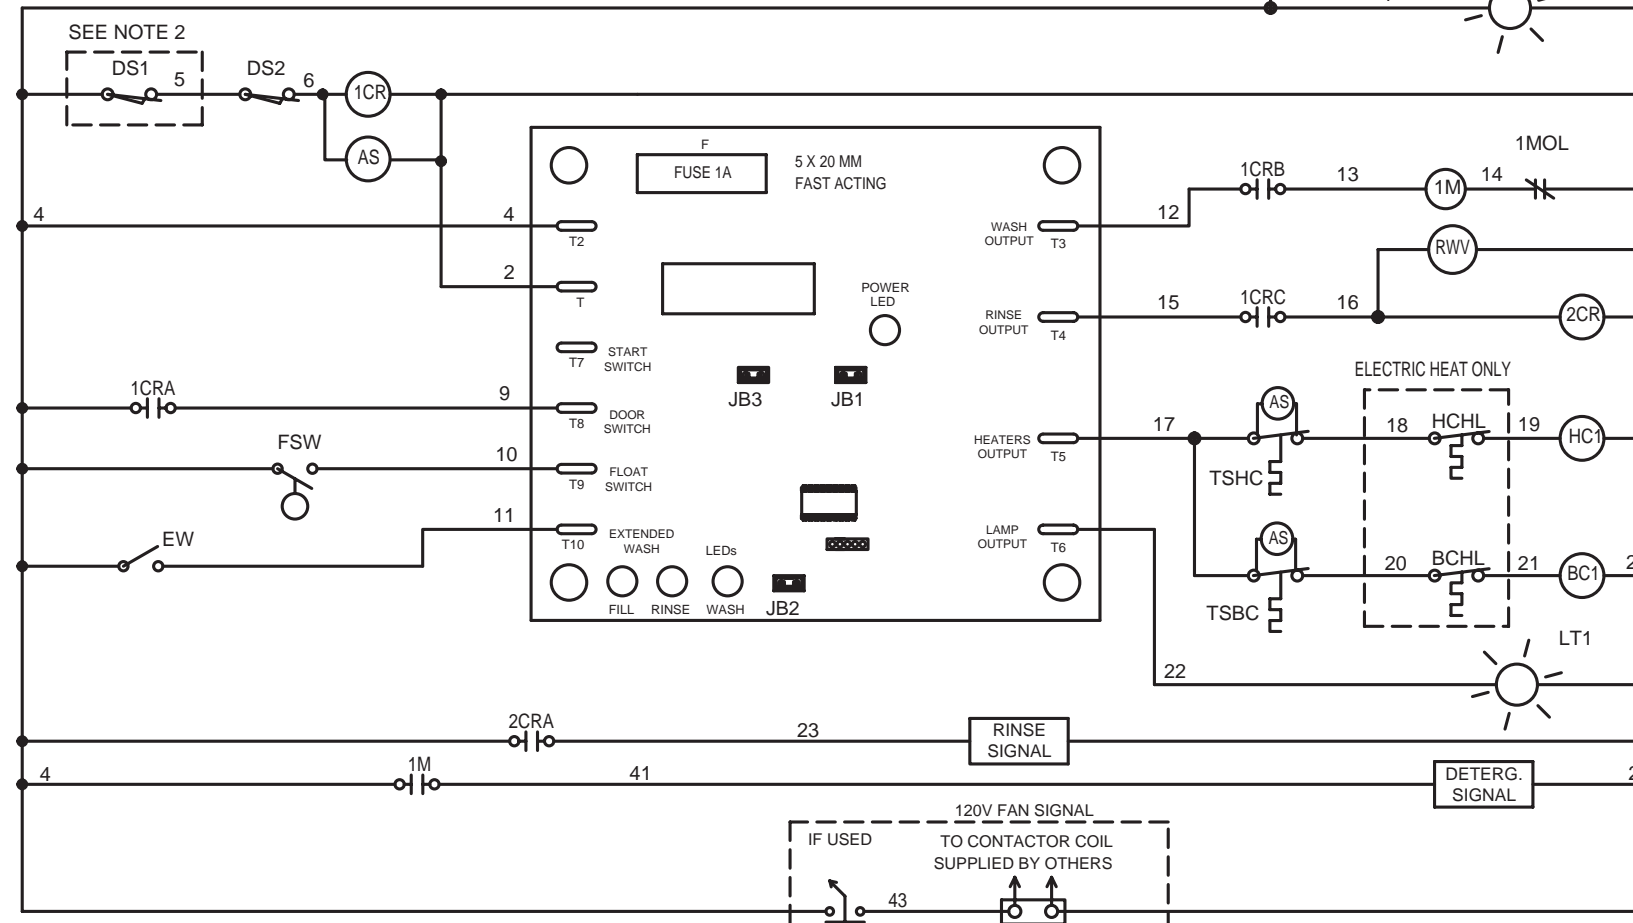 SEE NOTE 2
DS1
5
DS2
6
1CR
AS
F
FUSE 1A
5 X 20 MM
FAST ACTING
1MOL
1CRB
13
1M
14
4
4
T2
WASH
OUTPUT
T3
12
RWV
2
T
POWER
LED
RINSE
OUTPUT
T4
15
1CRC
16
2CR
T7
START
SWITCH
JB3
JB1
ELECTRIC HEAT ONLY
1CRA
9
T8
DOOR
SWITCH
HEATERS
OUTPUT
T5
17
AS
TSHC
18
HCHL
19
HC1
FSW
10
T9
FLOAT
SWITCH
11
T10
EXTENDED
WASH
LEDs
LAMP
OUTPUT
T6
EW
AS
TSBC
20
BCHL
21
BC1
2
FILL
RINSE
WASH
JB2
LT1
22
2CRA
23
RINSE
SIGNAL
4
1M
41
DETERG.
SIGNAL
2
120V FAN SIGNAL
IF USED
TO CONTACTOR COIL
SUPPLIED BY OTHERS
43